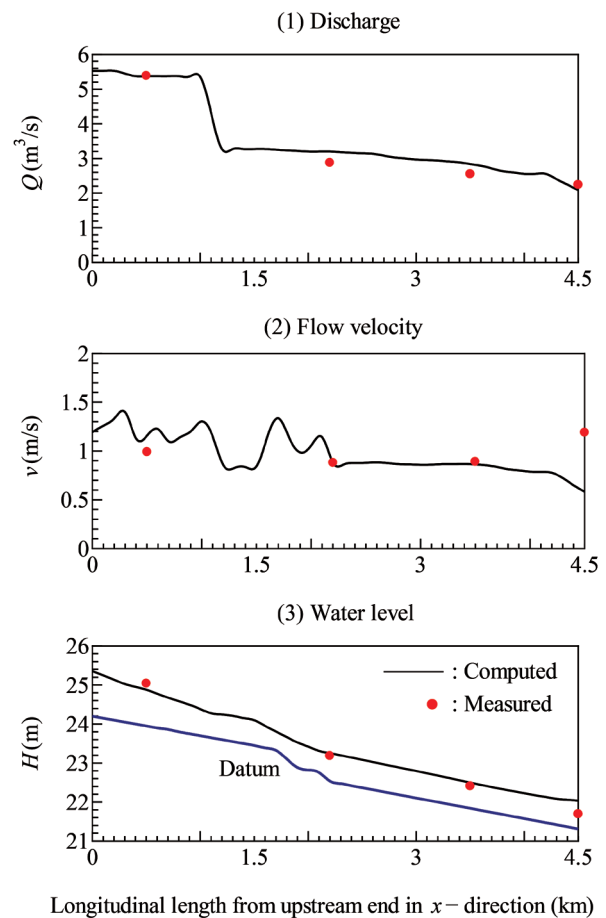 (1) Discharge
6
5
4
3
2
1
0
Q (m³/s)
0 1.5 3 4.5
(2) Flow velocity
2
1.5
1
0.5
0
v (m/s)
0 1.5 3 4.5
(3) Water level
26
25
24
23
22
21
H (m)
: Computed
: Measured
Datum
0 1.5 3 4.5
Longitudinal length from upstream end in x − direction (km)